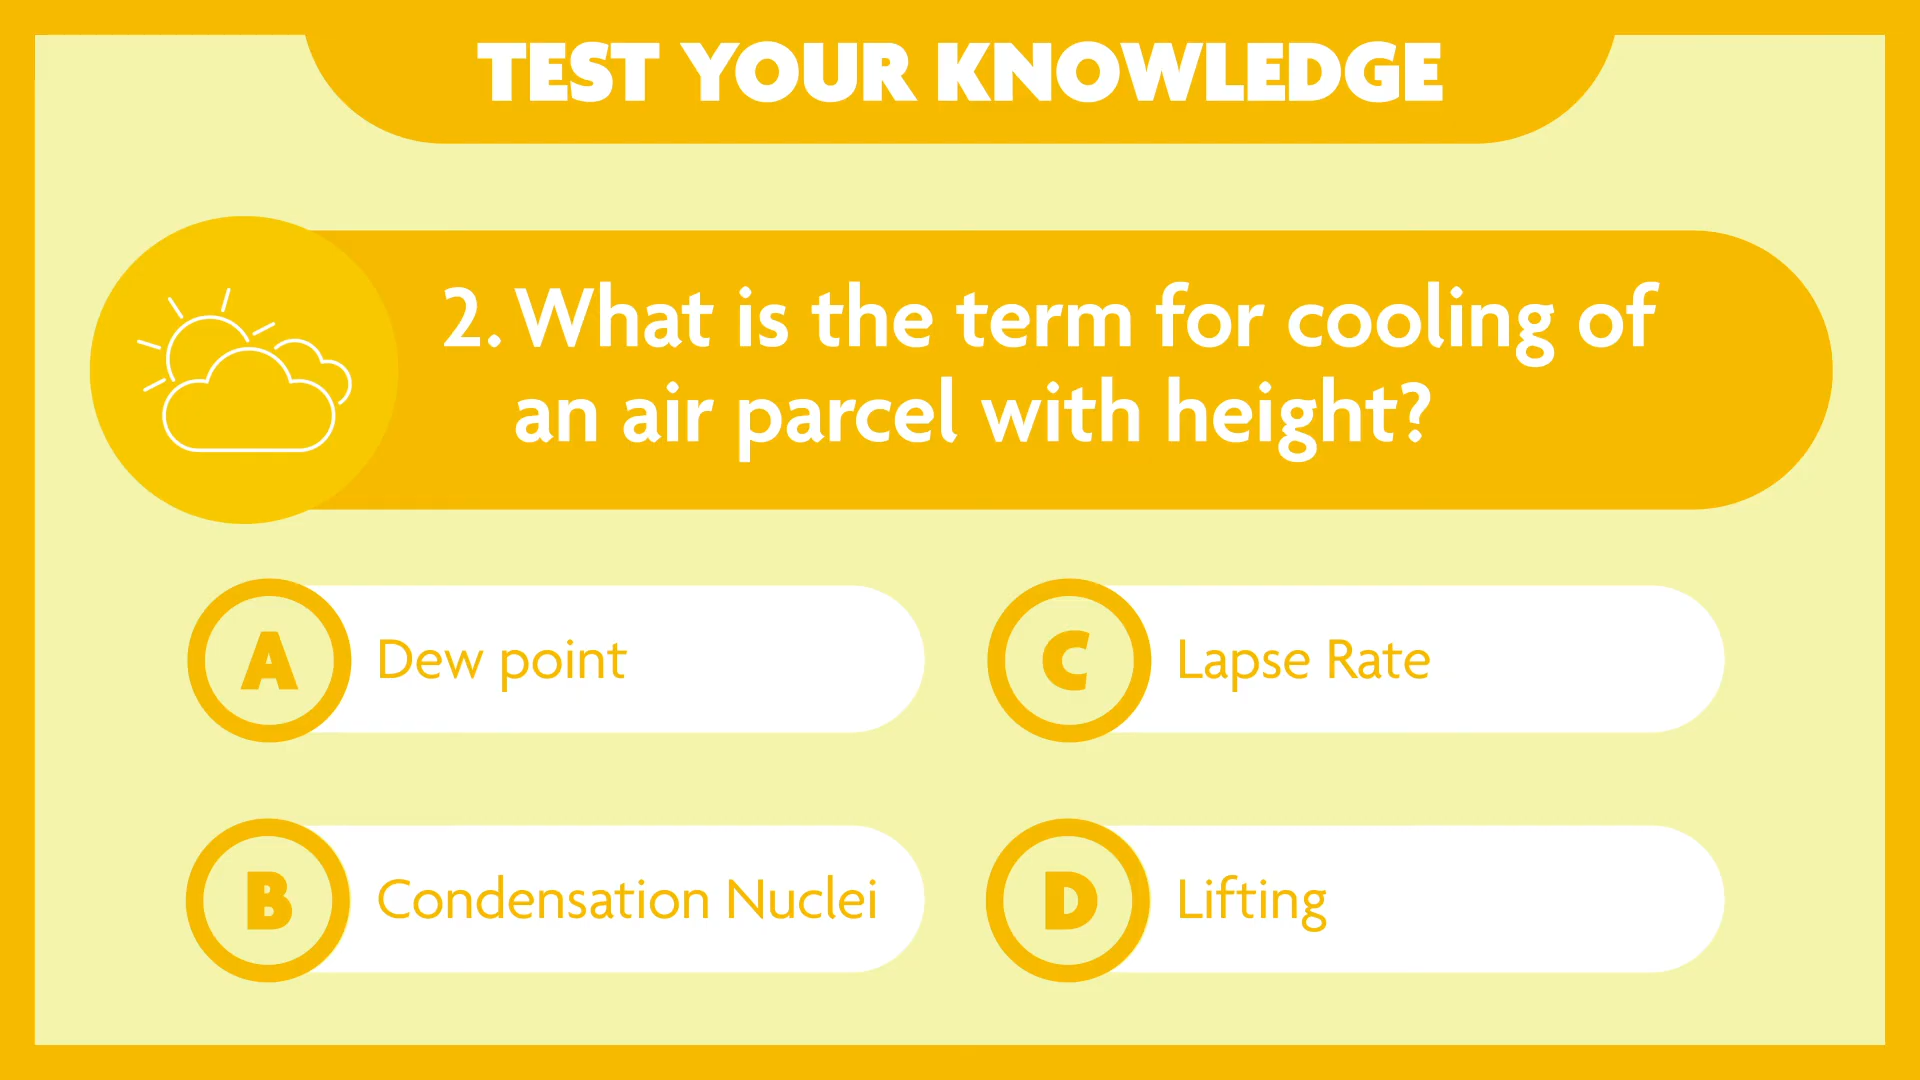 TEST YOUR KNOWLEDGE
2. What is the term for cooling of
an air parcel with height?
A Dew point
B Condensation Nuclei
C Lapse Rate
D Lifting